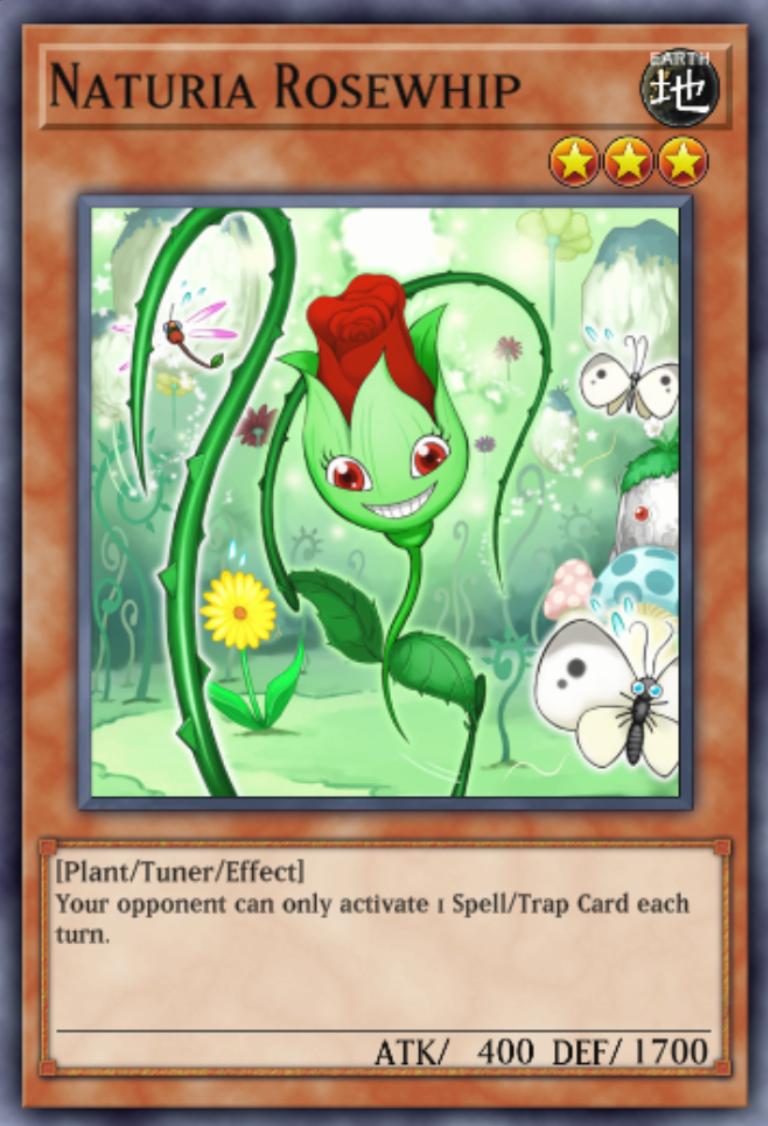 NATURIA ROSEWHIP
EARTH
地
[Plant/Tuner/Effect]
Your opponent can only activate 1 Spell/Trap Card each
turn.
ATK/ 400 DEF/ 1700